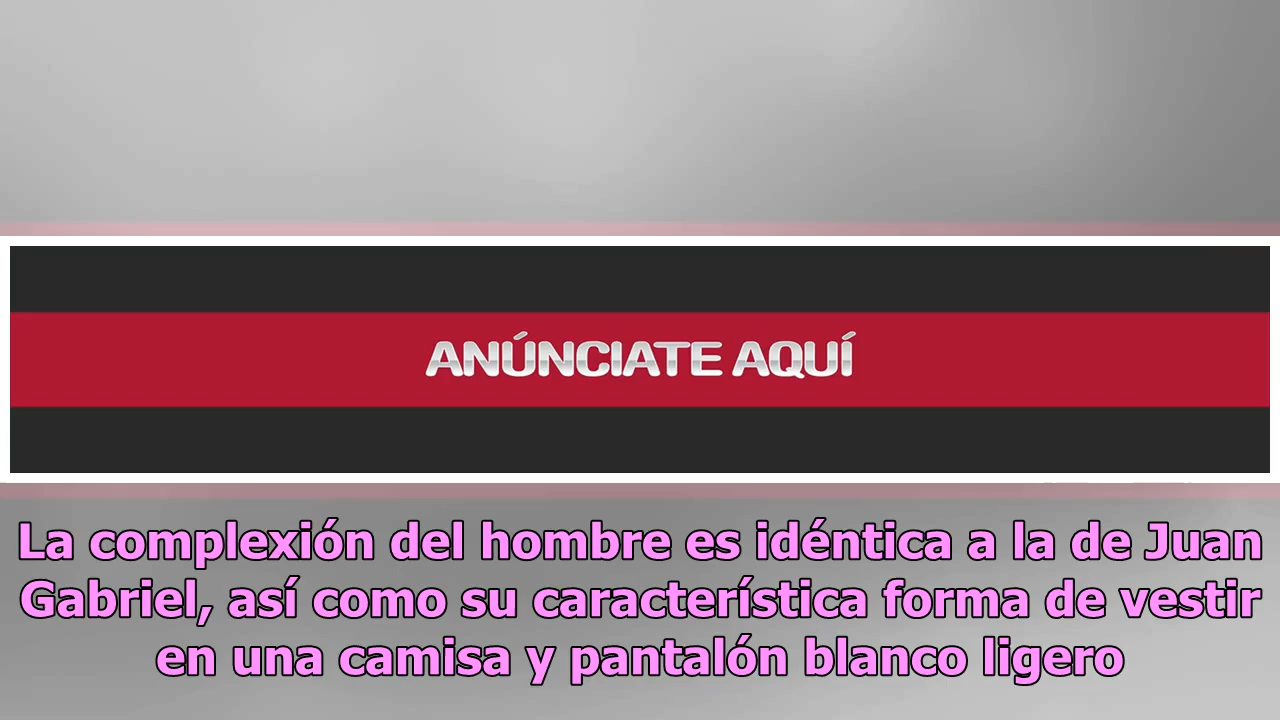 ANÚNCIATE AQUÍ
La complexión del hombre es idéntica a la de Juan
Gabriel, así como su característica forma de vestir
en una camisa y pantalón blanco ligero